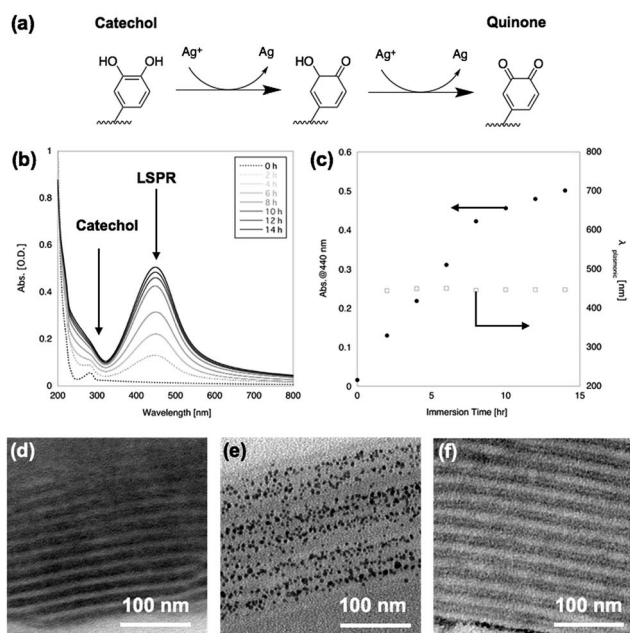 (a)
Catechol
Quinone
HO
OH
Ag⁺
Ag
HO
O
Ag⁺
Ag
O
O
(b)
1
0.8
0.6
0.4
0.2
0
Abs. [O.D.]
Catechol
LSPR
0 h
2 h
4 h
6 h
8 h
10 h
12 h
14 h
200 300 400 500 600 700 800
Wavelength [nm]
(c)
0.6
0.5
0.4
0.3
0.2
0.1
0
Abs.@440 nm
800
700
600
500
400
300
200
λplasmonic [nm]
0 5 10 15
Immersion Time [hr]
(d)
100 nm
(e)
100 nm
(f)
100 nm